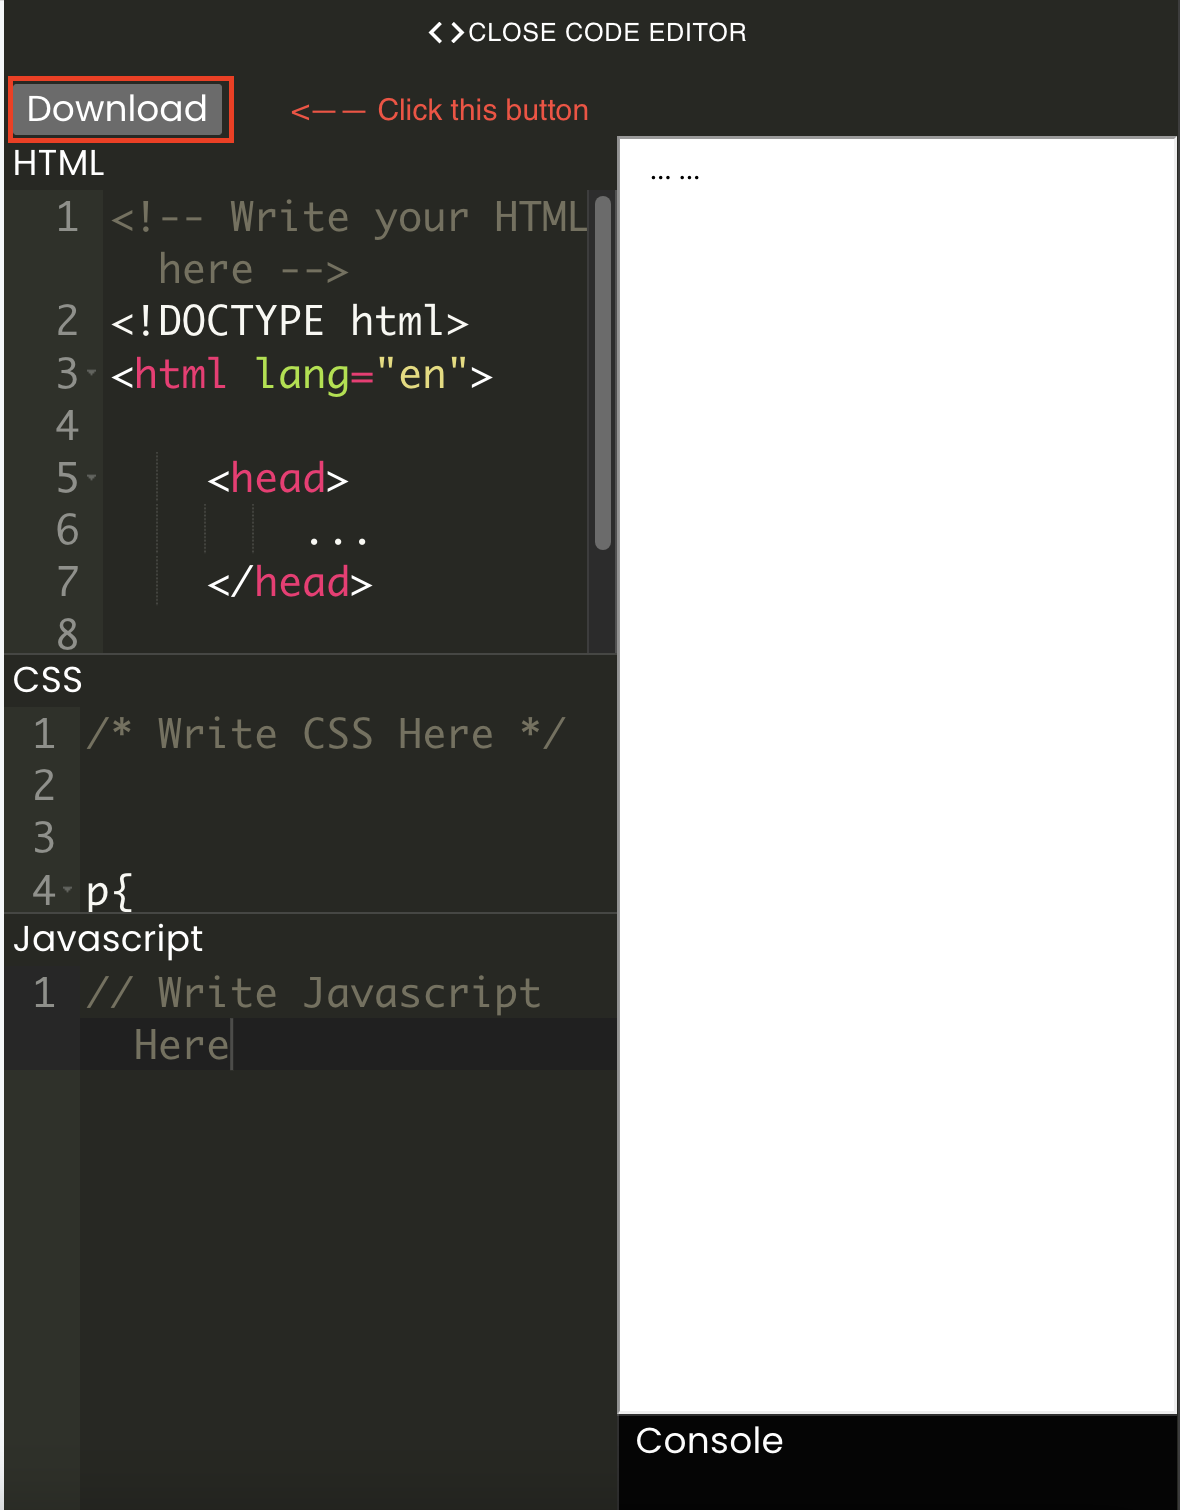 <>CLOSE CODE EDITOR
Download
<—— Click this button
HTML
1 <!-- Write your HTML
here -->
2 <!DOCTYPE html>
3 <html lang="en">
4
5 <head>
6 ...
7 </head>
8
CSS
1 /* Write CSS Here */
2
3
4 p{
Javascript
1 // Write Javascript
Here
... ...
Console